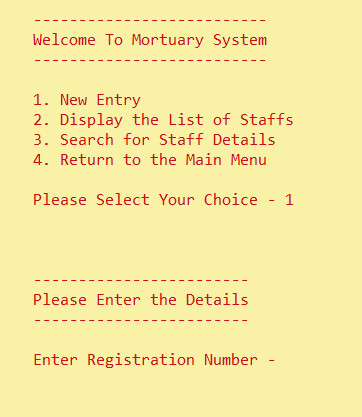 --------------------------
Welcome To Mortuary System
--------------------------
1. New Entry
2. Display the List of Staffs
3. Search for Staff Details
4. Return to the Main Menu
Please Select Your Choice - 1
------------------------
Please Enter the Details
------------------------
Enter Registration Number -